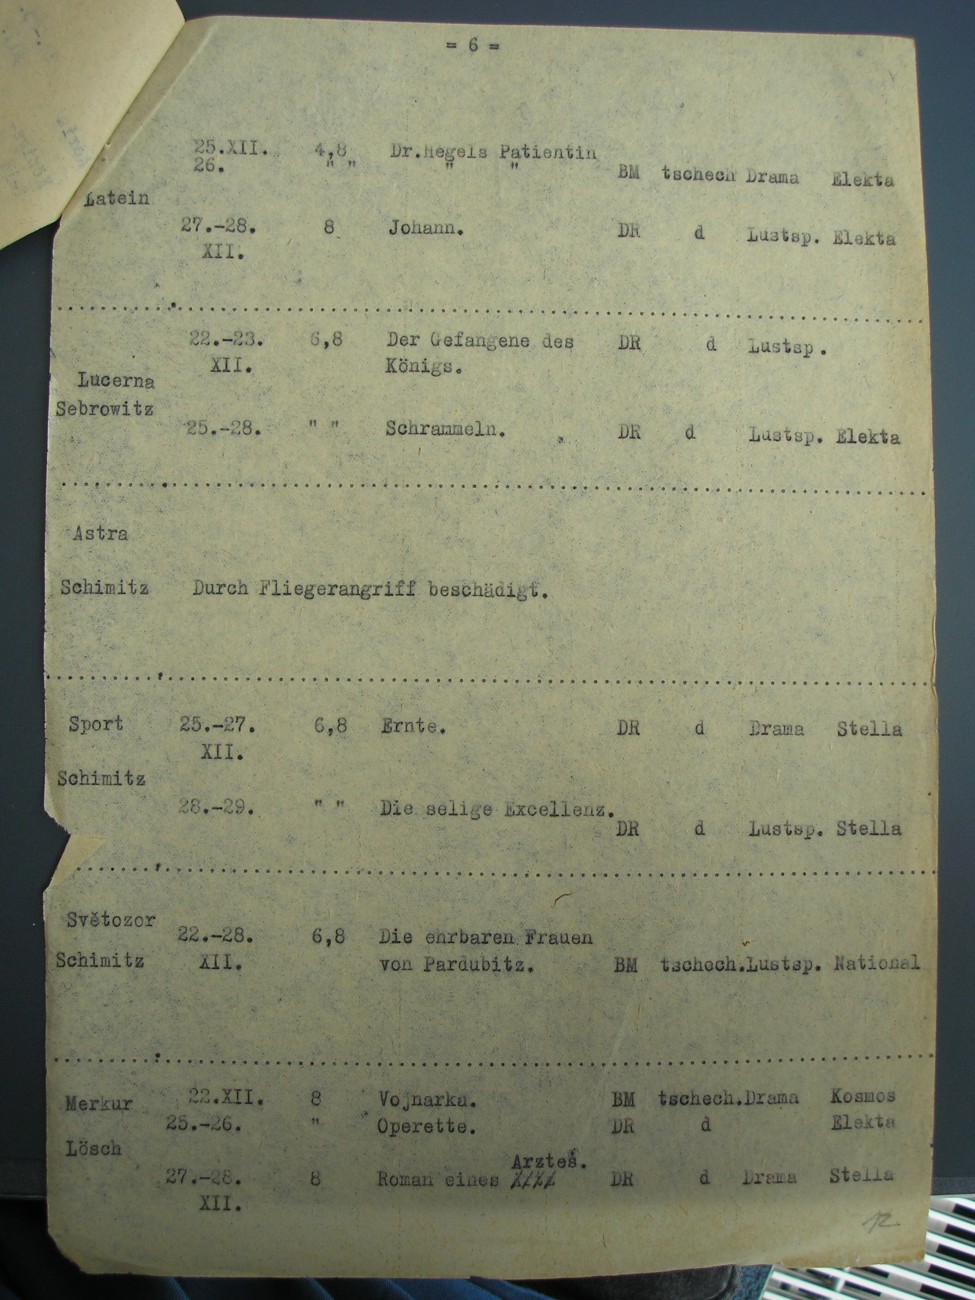 = 6 =
25.XII. 4,8 Dr.Hegels Patientin
26. " " " "
BM tschech Drama Elekta
Latein
27.-28. 8 Johann. DR d Lustsp. Elekta
XII.
22.-23. 6,8 Der Gefangene des DR d Lustsp.
XII. Königs.
Lucerna
Sebrowitz
25.-28. " " Schrammeln. DR d Lustsp. Elekta
Astra
Schimitz Durch Fliegerangriff beschädigt.
Sport 25.-27. 6,8 Ernte. DR d Drama Stella
XII.
Schimitz
28.-29. " " Die selige Excellenz.
DR d Lustsp. Stella
Světozor
22.-28. 6,8 Die ehrbaren Frauen
Schimitz XII. von Pardubitz. BM tschech.Lustsp. National
Merkur 22.XII. 8 Vojnarka. BM tschech.Drama Kosmos
25.-26. " Operette. DR d Elekta
Lösch
Arztes.
27.-28. 8 Roman eines DR d Drama Stella
XII.
12